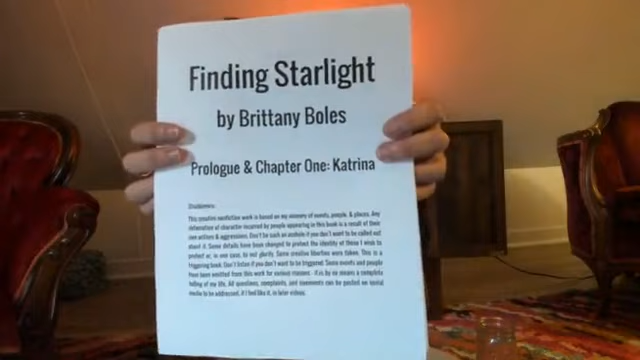 Finding Starlight
by Brittany Boles
Prologue & Chapter One: Katrina
Disclaimers:
This creative nonfiction work is based on my memory of events, people, & places. Any
defamation of character incurred by people appearing in this book is a result of their
own actions & aggressions. Don't be such an asshole if you don't want to be called out
about it. Some details have been changed to protect the identity of those I wish to
protect or, in one case, to not glorify. Some creative liberties were taken. This is a
triggering book. Don't listen if you don't want to be triggered. Some events and people
have been omitted from this work for various reasons. It is by no means a complete
telling of my life. All questions, complaints, and comments can be posted on social
media to be addressed, if I feel like it, in later videos.